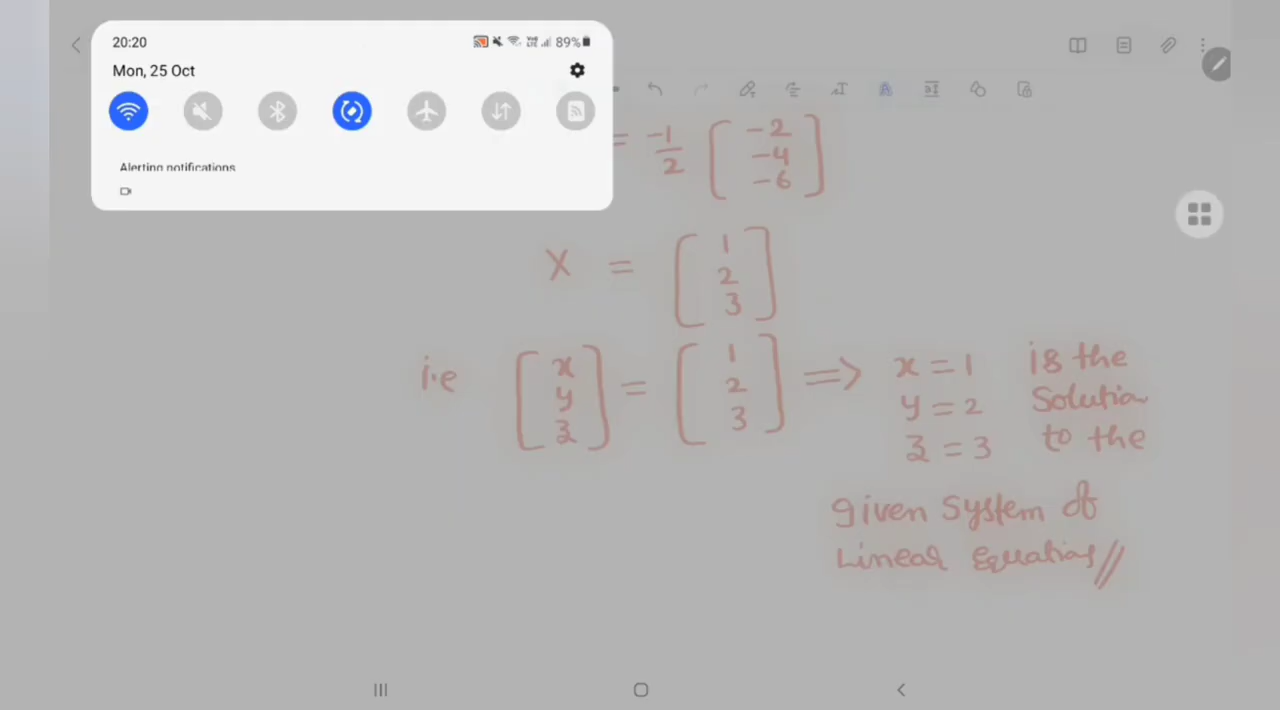 20:20 89%
Mon, 25 Oct
Alerting notifications
= -1/2 [-2
-4
-6]
X = [1
2
3]
i.e [x
y
z] = [1
2
3] => x = 1 is the
y = 2 Solution
z = 3 to the
given System of
Linear Equations//